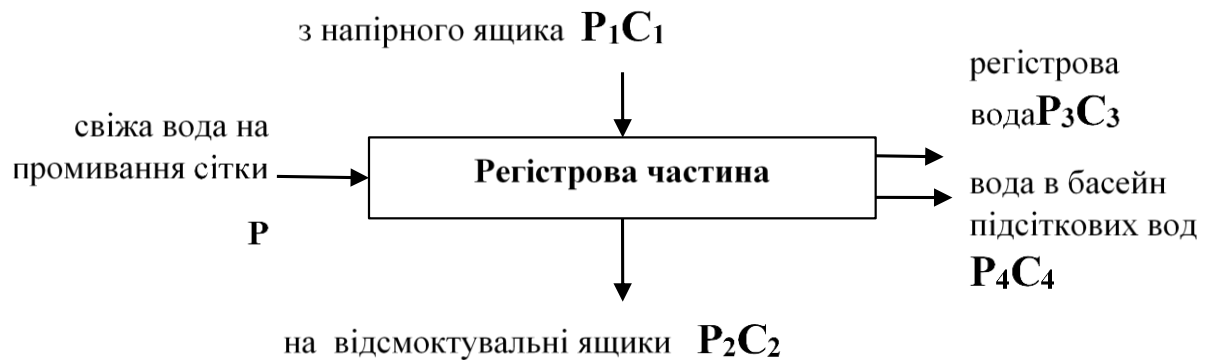 з напірного ящика P₁C₁
регістрова
водаP₃C₃
свіжа вода на
промивання сітки
P
Регістрова частина
вода в басейн
підсіткових вод
P₄C₄
на відсмоктувальні ящики P₂C₂